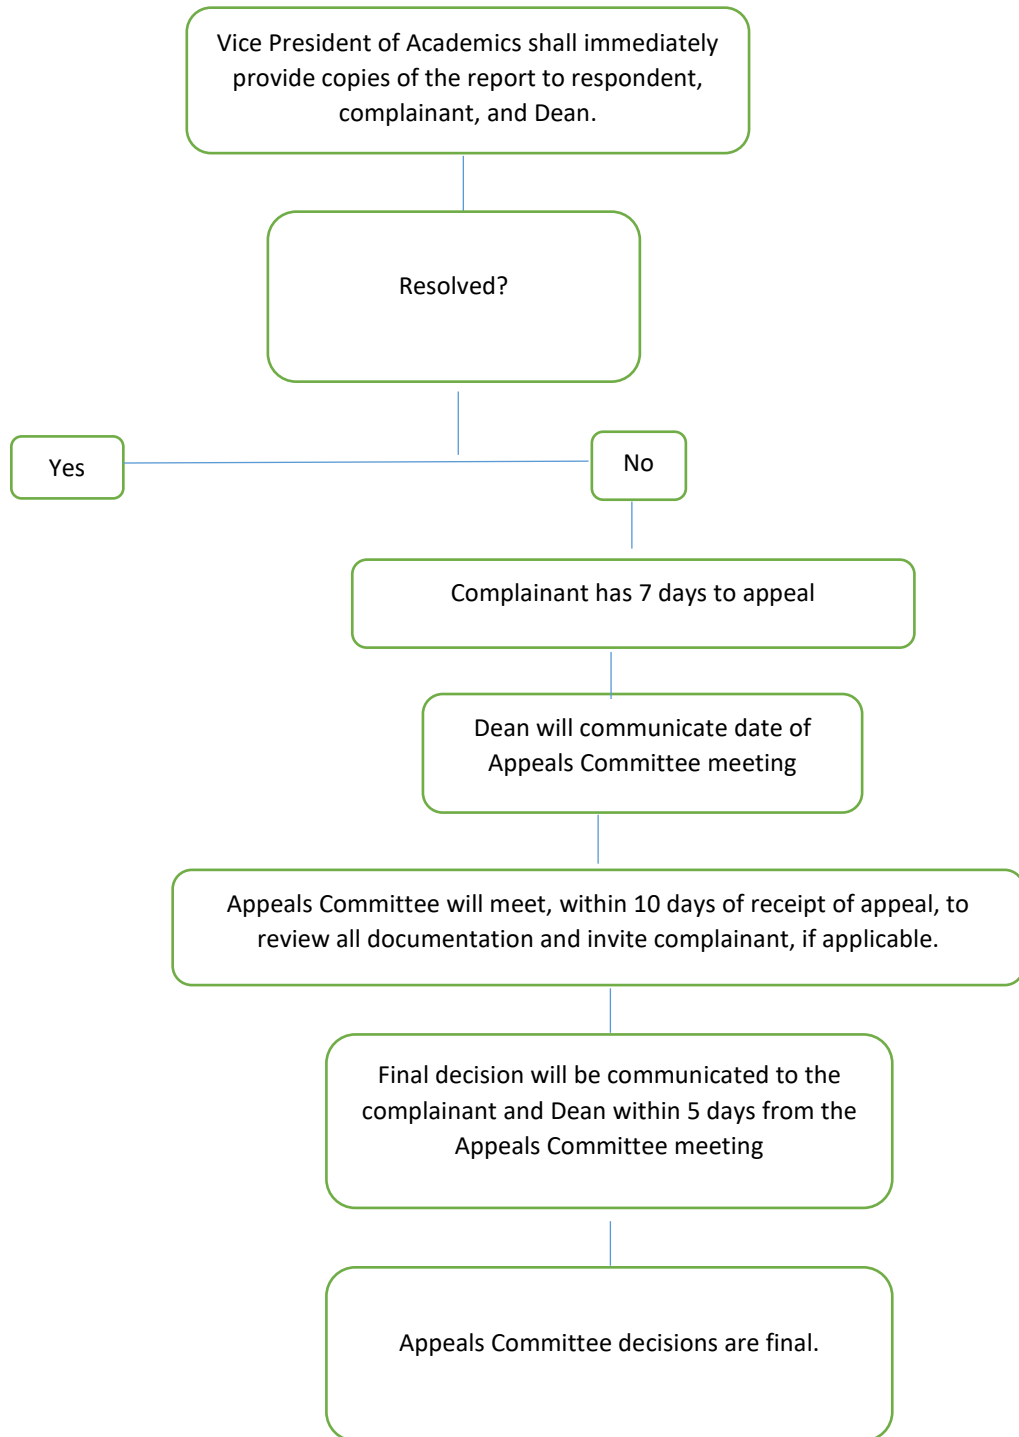 Vice President of Academics shall immediately
provide copies of the report to respondent,
complainant, and Dean.
Resolved?
Yes
No
Complainant has 7 days to appeal
Dean will communicate date of
Appeals Committee meeting
Appeals Committee will meet, within 10 days of receipt of appeal, to
review all documentation and invite complainant, if applicable.
Final decision will be communicated to the
complainant and Dean within 5 days from the
Appeals Committee meeting
Appeals Committee decisions are final.